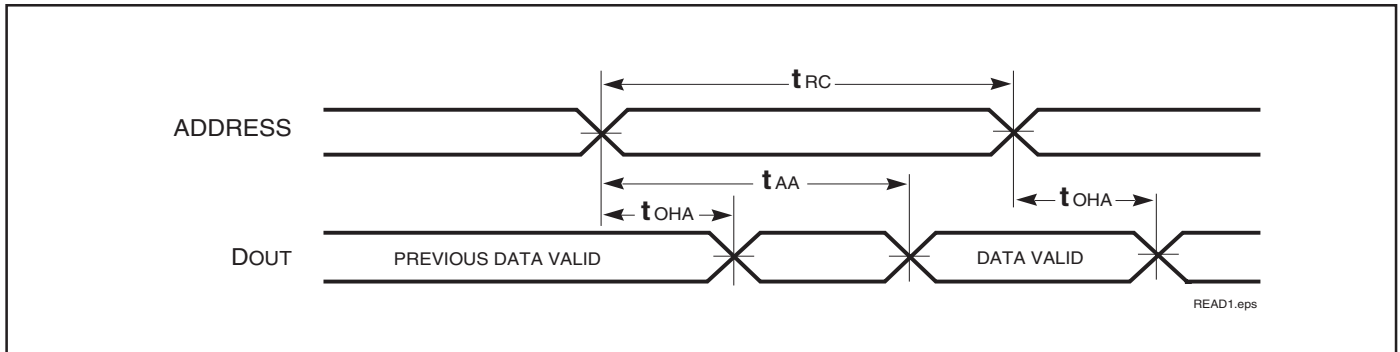 tRC
ADDRESS
tAA
tOHA
tOHA
DOUT
PREVIOUS DATA VALID
DATA VALID
READ1.eps